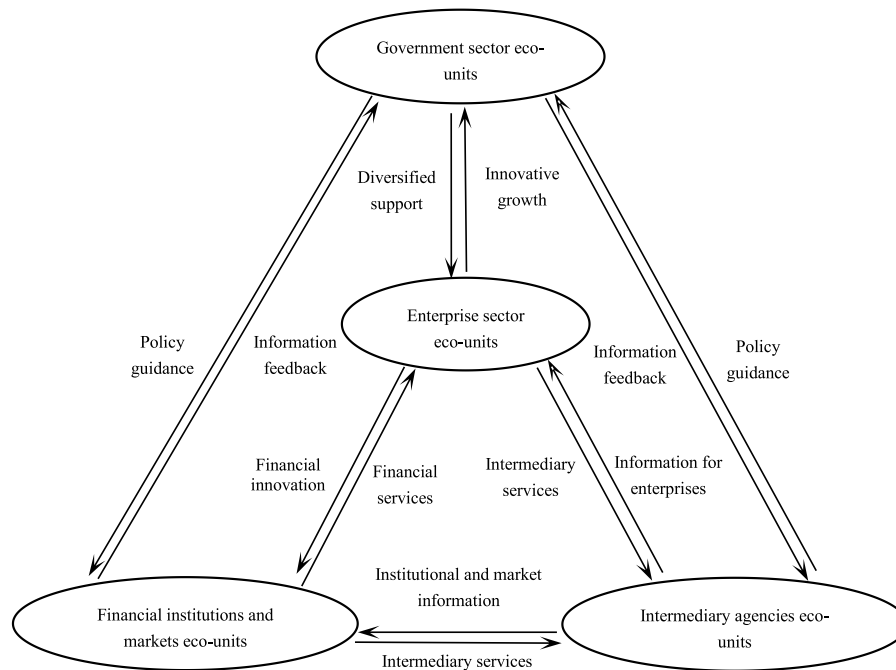 Government sector eco-
units
Diversified
support
Innovative
growth
Enterprise sector
eco-units
Policy
guidance
Information
feedback
Information
feedback
Policy
guidance
Financial
innovation
Financial
services
Intermediary
services
Information for
enterprises
Institutional and market
information
Financial institutions and
markets eco-units
Intermediary agencies eco-
units
Intermediary services